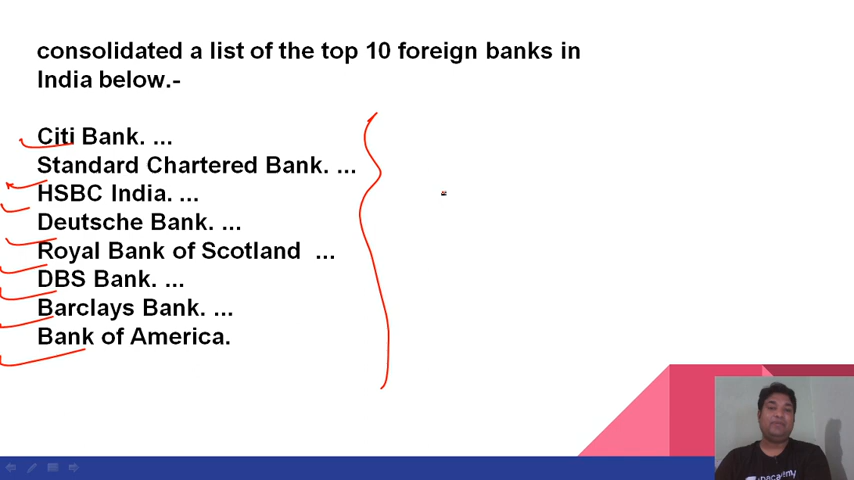 consolidated a list of the top 10 foreign banks in
India below.-
Citi Bank. ...
Standard Chartered Bank. ...
HSBC India. ...
Deutsche Bank. ...
Royal Bank of Scotland ...
DBS Bank. ...
Barclays Bank. ...
Bank of America.